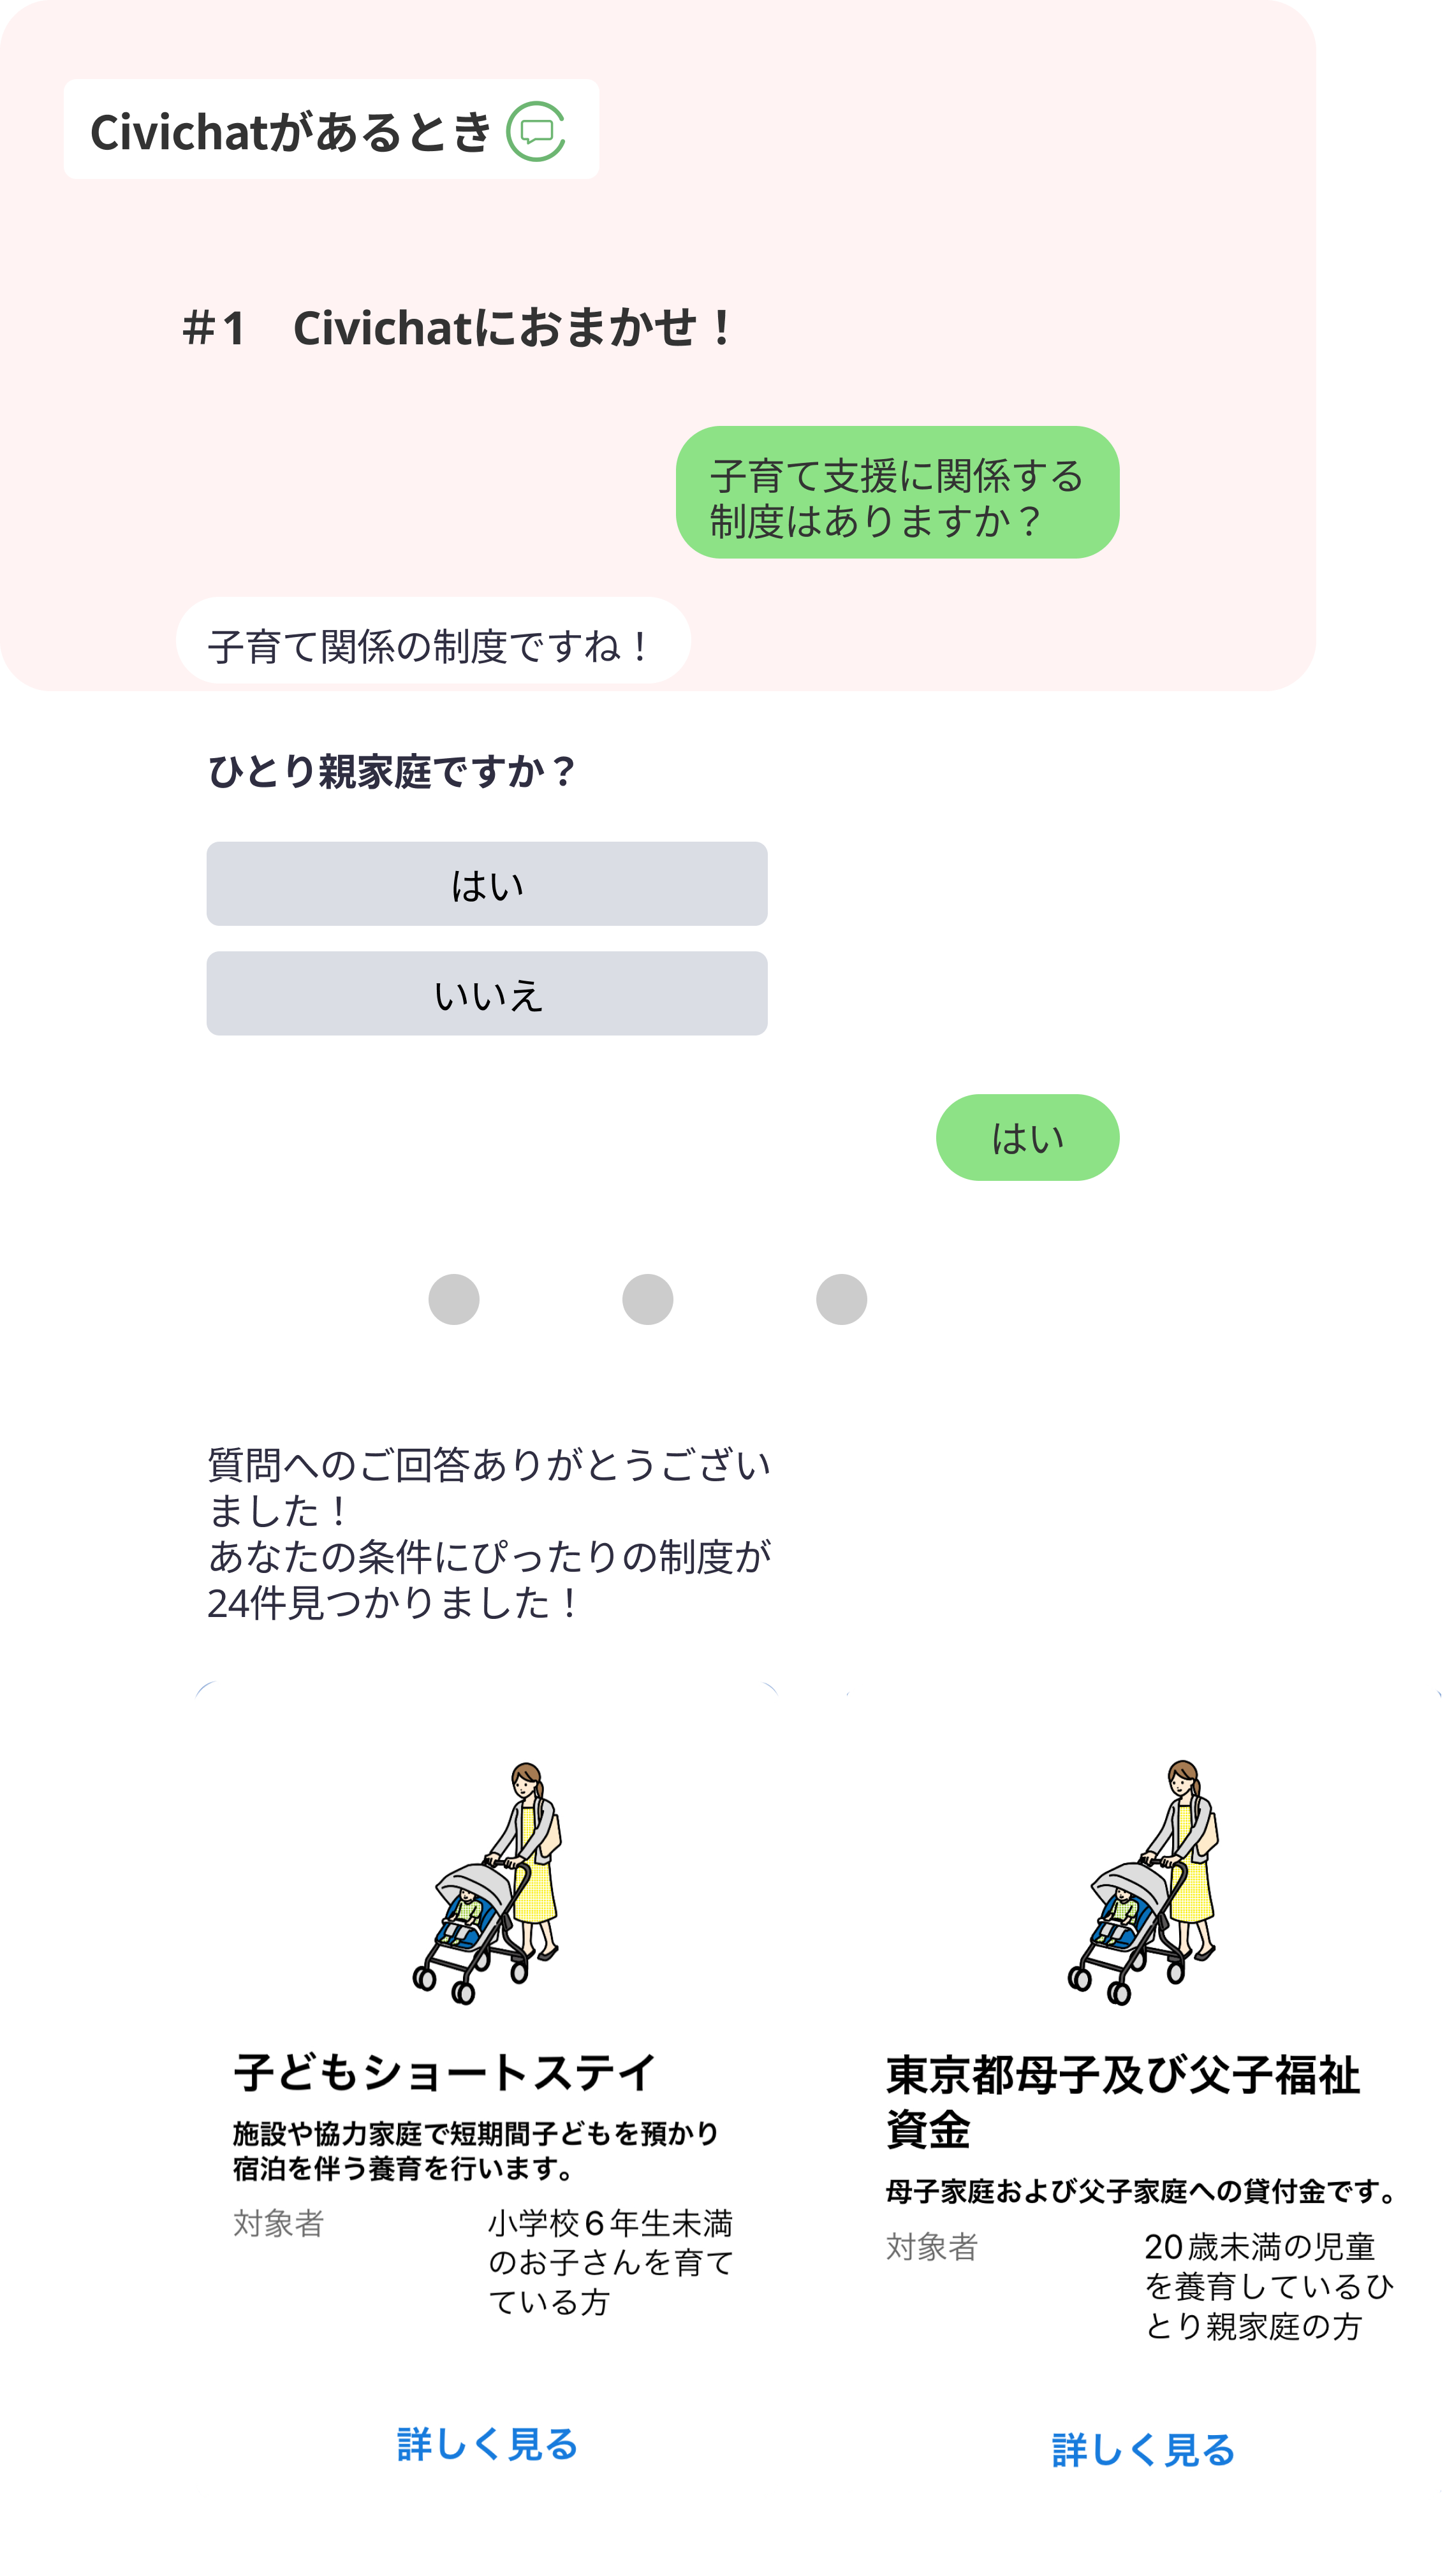 Civichatがあるとき
＃1　Civichatにおまかせ！
子育て支援に関係する
制度はありますか？
子育て関係の制度ですね！
ひとり親家庭ですか？
はい
いいえ
はい
質問へのご回答ありがとうござい
ました！
あなたの条件にぴったりの制度が
24件見つかりました！
子どもショートステイ
施設や協力家庭で短期間子どもを預かり
宿泊を伴う養育を行います。
対象者
小学校6年生未満
のお子さんを育て
ている方
詳しく見る
東京都母子及び父子福祉
資金
母子家庭および父子家庭への貸付金です。
対象者
20歳未満の児童
を養育しているひ
とり親家庭の方
詳しく見る